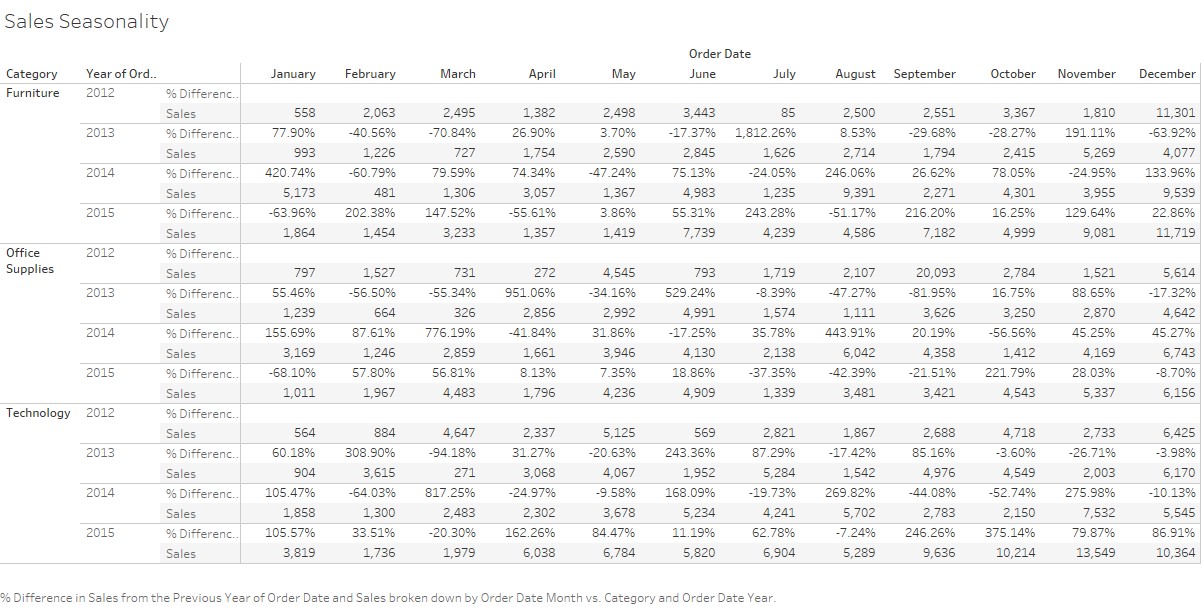 Sales Seasonality
Order Date
Category Year of Ord.. January February March April May June July August September October November December
Furniture 2012 % Differenc..
Sales 558 2,063 2,495 1,382 2,498 3,443 85 2,500 2,551 3,367 1,810 11,301
2013 % Differenc.. 77.90% -40.56% -70.84% 26.90% 3.70% -17.37% 1,812.26% 8.53% -29.68% -28.27% 191.11% -63.92%
Sales 993 1,226 727 1,754 2,590 2,845 1,626 2,714 1,794 2,415 5,269 4,077
2014 % Differenc.. 420.74% -60.79% 79.59% 74.34% -47.24% 75.13% -24.05% 246.06% 26.62% 78.05% -24.95% 133.96%
Sales 5,173 481 1,306 3,057 1,367 4,983 1,235 9,391 2,271 4,301 3,955 9,539
2015 % Differenc.. -63.96% 202.38% 147.52% -55.61% 3.86% 55.31% 243.28% -51.17% 216.20% 16.25% 129.64% 22.86%
Sales 1,864 1,454 3,233 1,357 1,419 7,739 4,239 4,586 7,182 4,999 9,081 11,719
Office Supplies 2012 % Differenc..
Sales 797 1,527 731 272 4,545 793 1,719 2,107 20,093 2,784 1,521 5,614
2013 % Differenc.. 55.46% -56.50% -55.34% 951.06% -34.16% 529.24% -8.39% -47.27% -81.95% 16.75% 88.65% -17.32%
Sales 1,239 664 326 2,856 2,992 4,991 1,574 1,111 3,626 3,250 2,870 4,642
2014 % Differenc.. 155.69% 87.61% 776.19% -41.84% 31.86% -17.25% 35.78% 443.91% 20.19% -56.56% 45.25% 45.27%
Sales 3,169 1,246 2,859 1,661 3,946 4,130 2,138 6,042 4,358 1,412 4,169 6,743
2015 % Differenc.. -68.10% 57.80% 56.81% 8.13% 7.35% 18.86% -37.35% -42.39% -21.51% 221.79% 28.03% -8.70%
Sales 1,011 1,967 4,483 1,796 4,236 4,909 1,339 3,481 3,421 4,543 5,337 6,156
Technology 2012 % Differenc..
Sales 564 884 4,647 2,337 5,125 569 2,821 1,867 2,688 4,718 2,733 6,425
2013 % Differenc.. 60.18% 308.90% -94.18% 31.27% -20.63% 243.36% 87.29% -17.42% 85.16% -3.60% -26.71% -3.98%
Sales 904 3,615 271 3,068 4,067 1,952 5,284 1,542 4,976 4,549 2,003 6,170
2014 % Differenc.. 105.47% -64.03% 817.25% -24.97% -9.58% 168.09% -19.73% 269.82% -44.08% -52.74% 275.98% -10.13%
Sales 1,858 1,300 2,483 2,302 3,678 5,234 4,241 5,702 2,783 2,150 7,532 5,545
2015 % Differenc.. 105.57% 33.51% -20.30% 162.26% 84.47% 11.19% 62.78% -7.24% 246.26% 375.14% 79.87% 86.91%
Sales 3,819 1,736 1,979 6,038 6,784 5,820 6,904 5,289 9,636 10,214 13,549 10,364
% Difference in Sales from the Previous Year of Order Date and Sales broken down by Order Date Month vs. Category and Order Date Year.